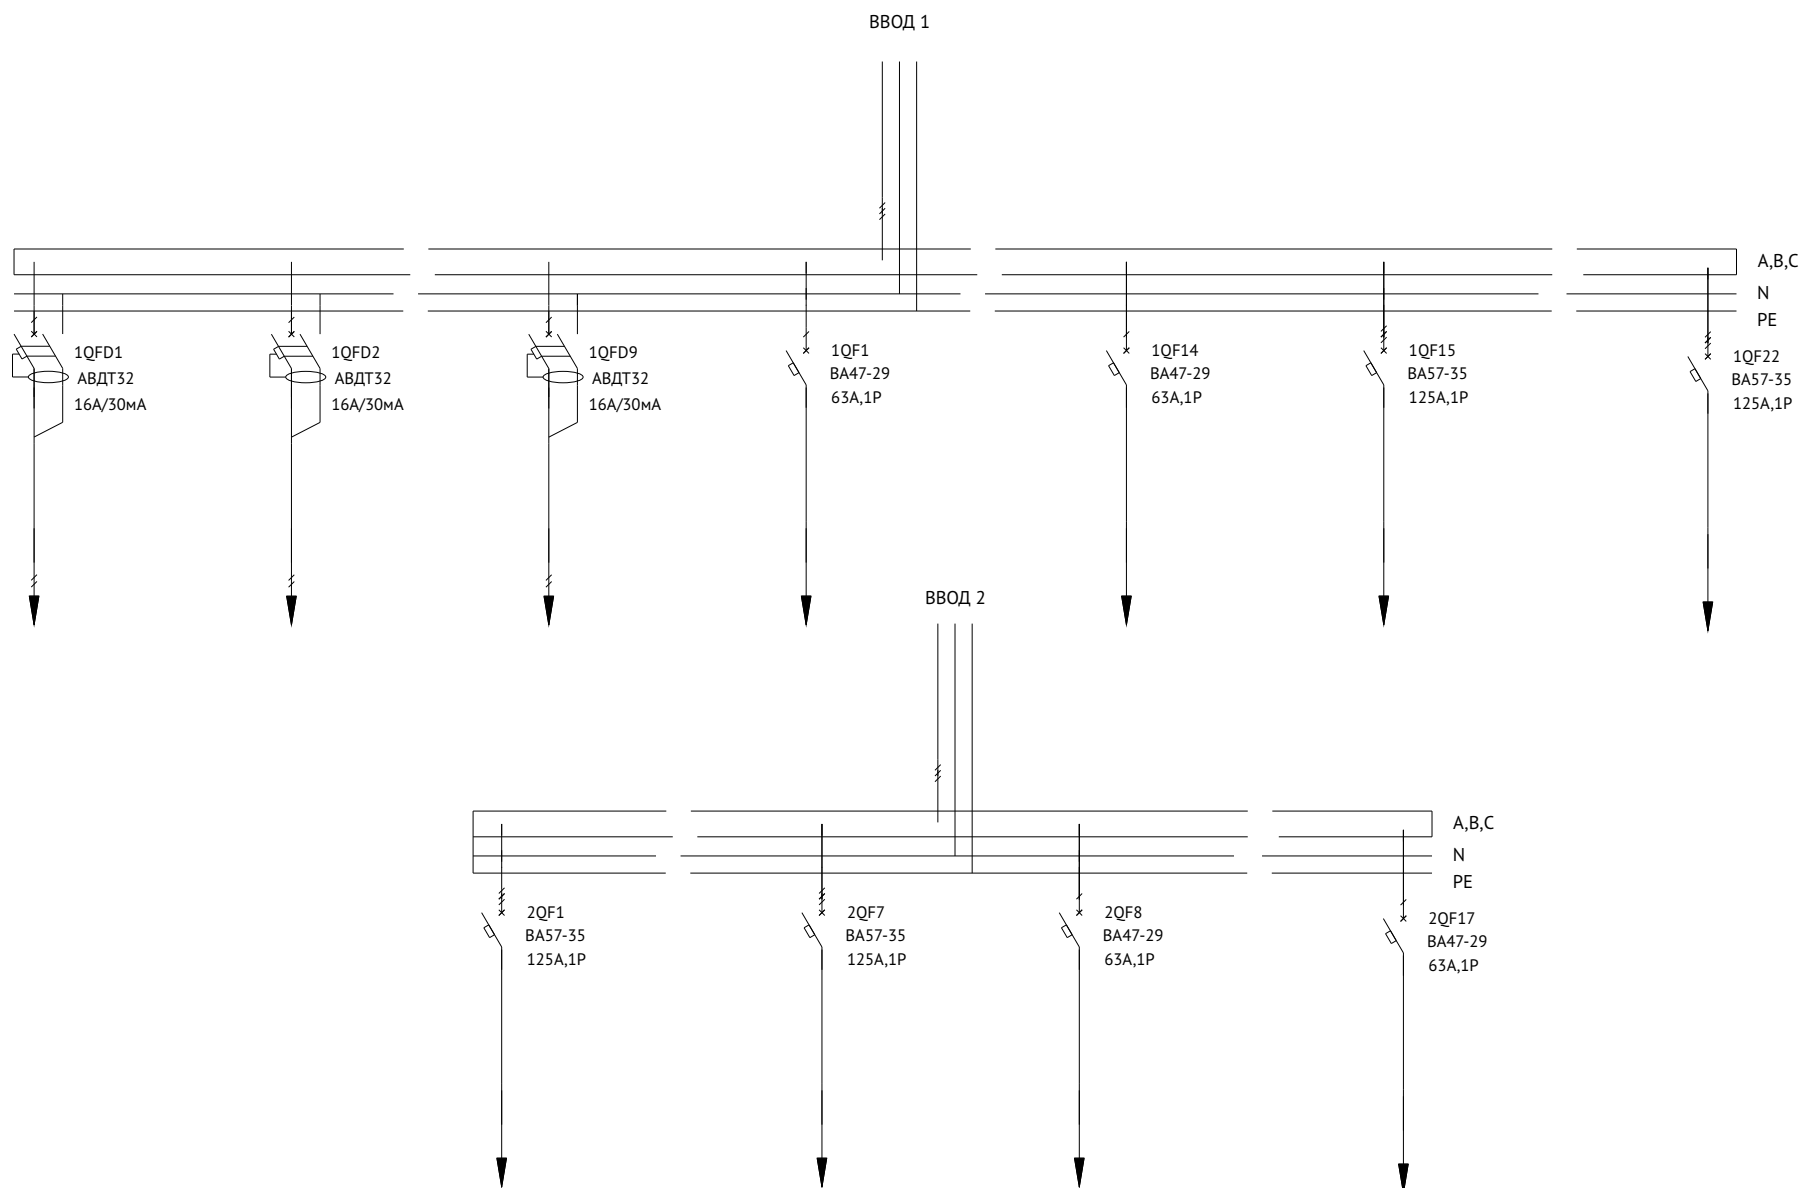 ВВОД 1
A,B,C
N
PE
1QFD1
АВДТ32
16А/30мА
1QFD2
АВДТ32
16А/30мА
1QFD9
АВДТ32
16А/30мА
1QF1
ВА47-29
63А,1Р
1QF14
ВА47-29
63А,1Р
1QF15
ВА57-35
125А,1Р
1QF22
ВА57-35
125А,1Р
ВВОД 2
A,B,C
N
PE
2QF1
ВА57-35
125А,1Р
2QF7
ВА57-35
125А,1Р
2QF8
ВА47-29
63А,1Р
2QF17
ВА47-29
63А,1Р